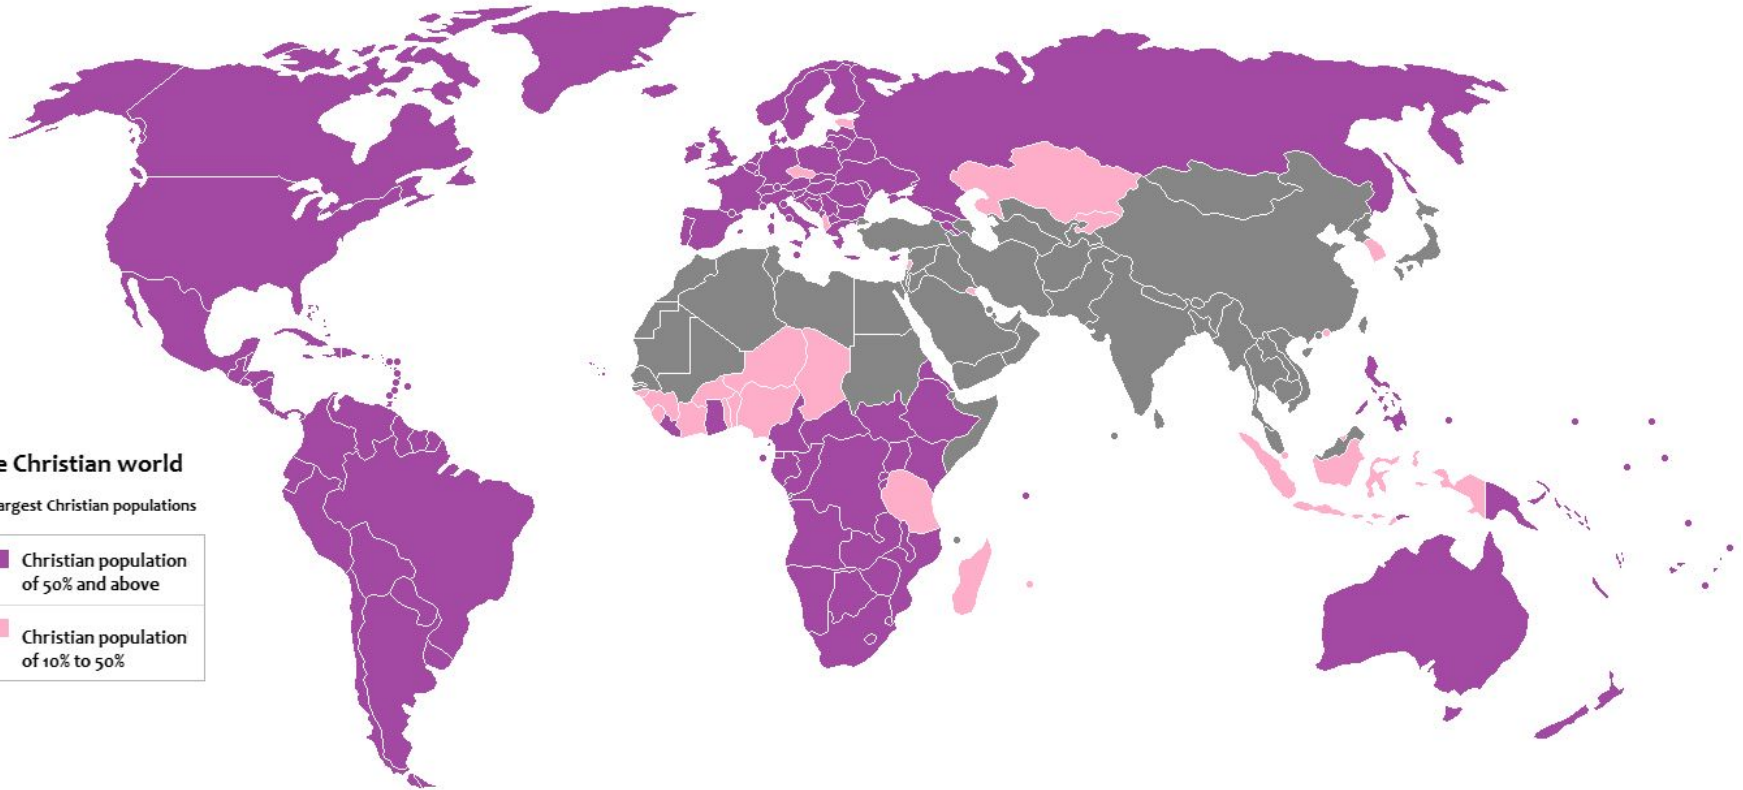 e Christian world
argest Christian populations
Christian population
of 50% and above
Christian population
of 10% to 50%